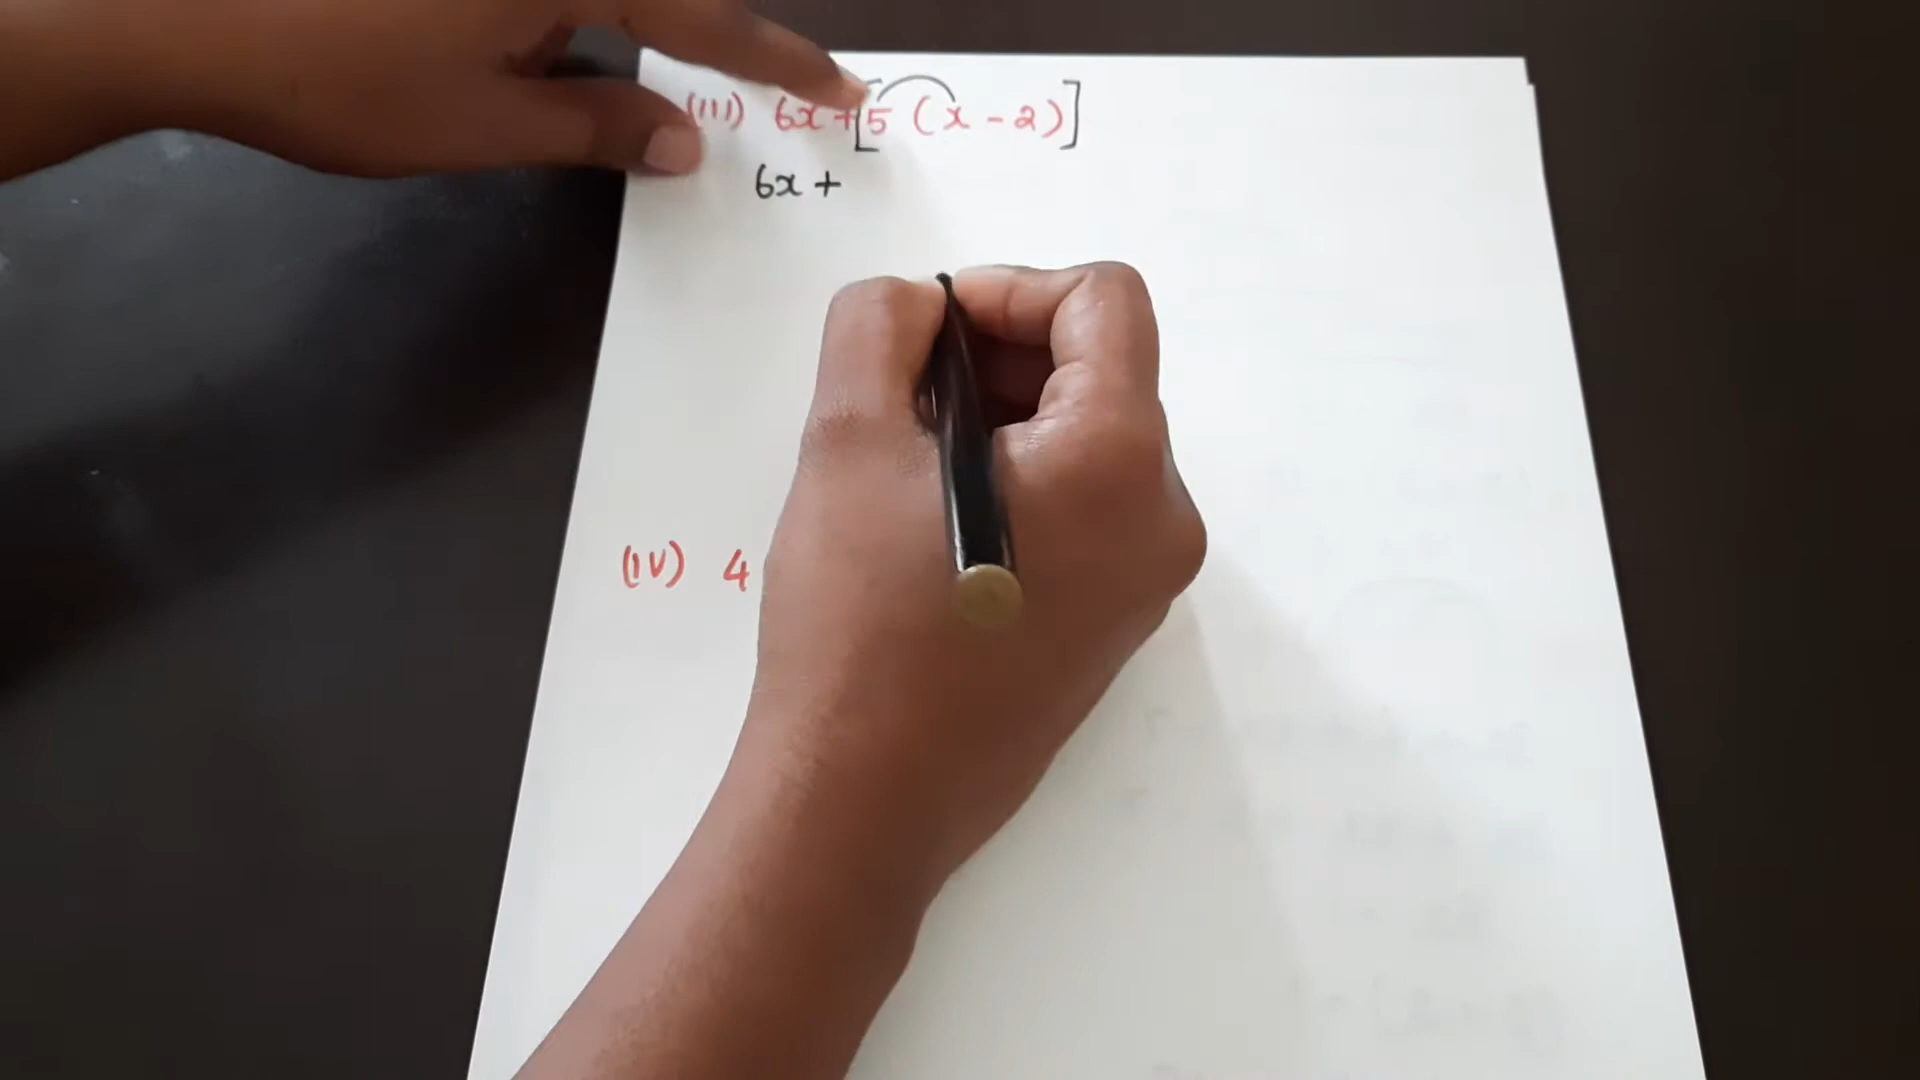 (III) 6x + [5 (x - 2)]
6x +
(IV) 4